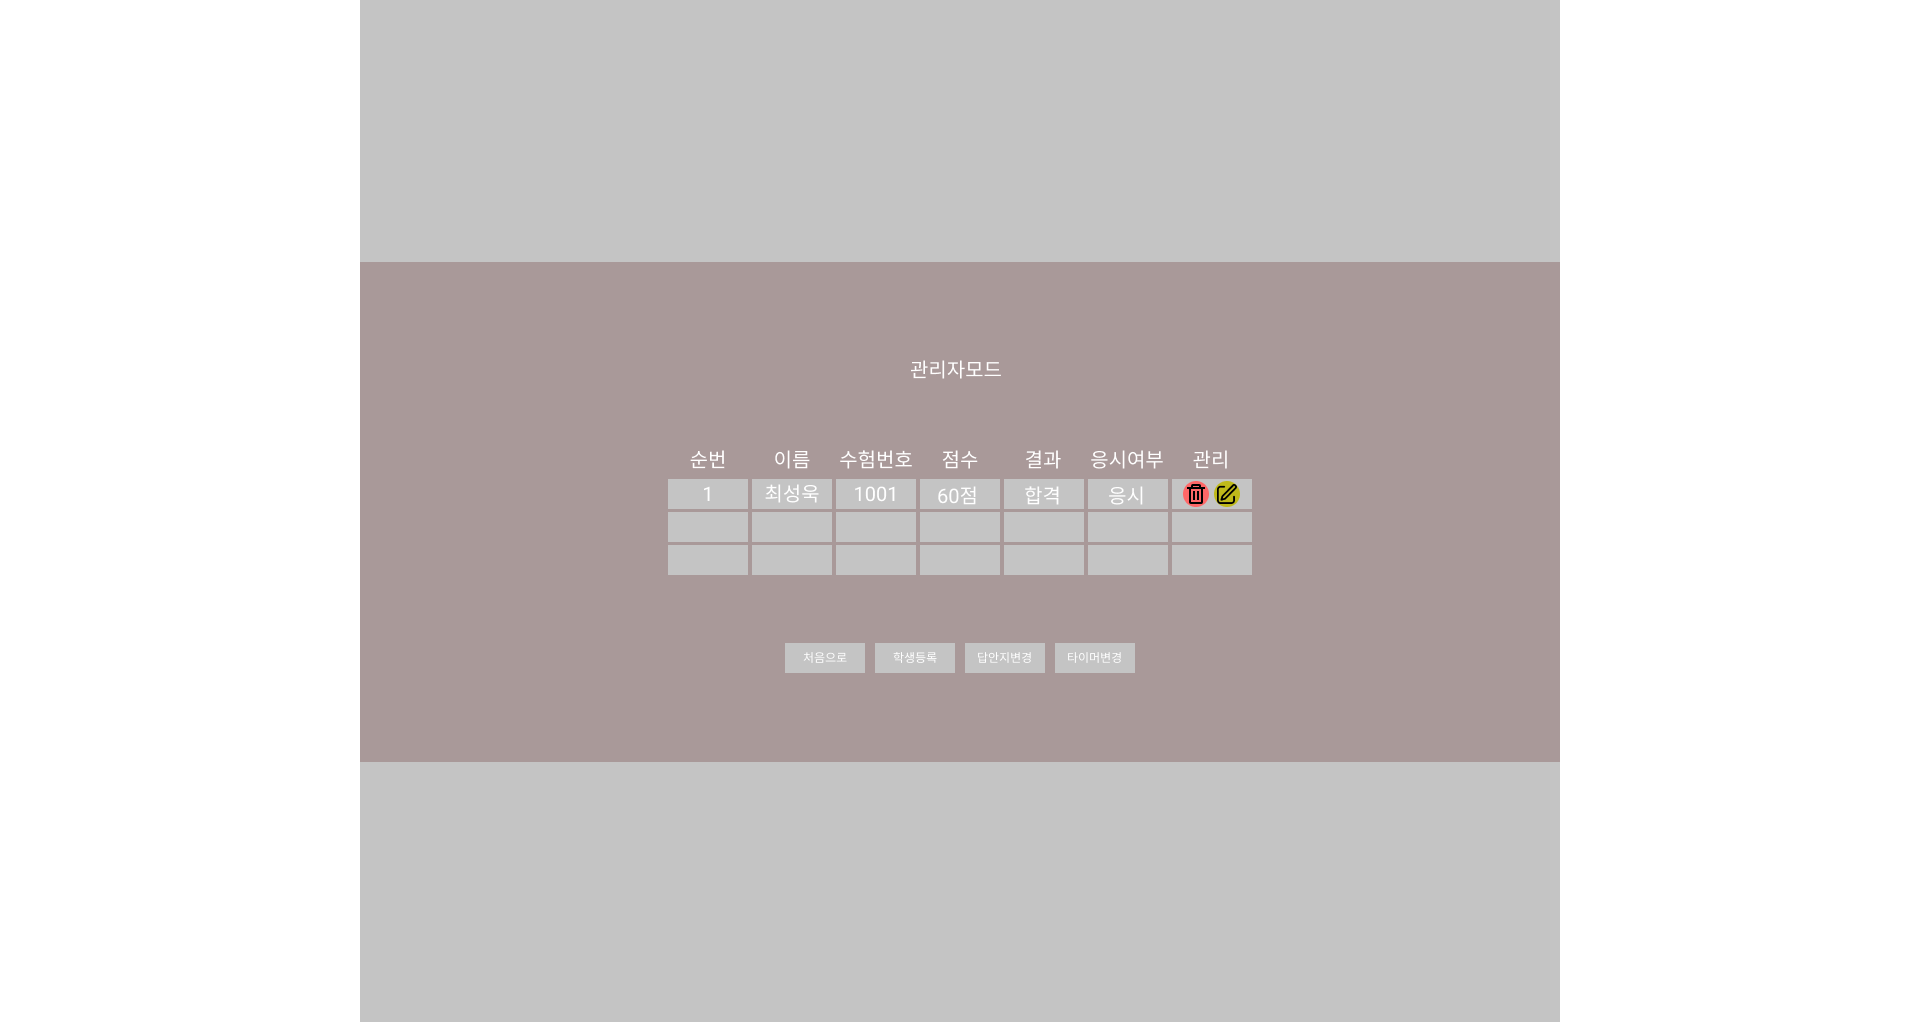 관리자모드
순번 이름 수험번호 점수 결과 응시여부 관리
1 최성욱 1001 60점 합격 응시
처음으로 학생등록 답안지변경 타이머변경